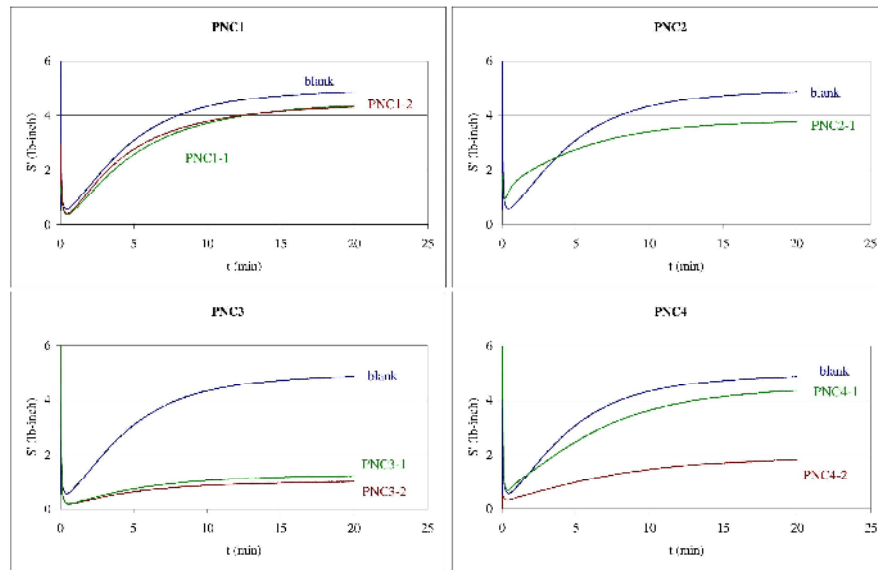 PNC1
6
4
2
0
S' (lb-inch)
blank
PNC1-2
PNC1-1
0 5 10 15 20 25
t (min)
PNC2
6
4
2
0
S' (lb-inch)
blank
PNC2-1
0 5 10 15 20 25
t (min)
PNC3
6
4
2
0
S' (lb-inch)
blank
PNC3-1
PNC3-2
0 5 10 15 20 25
t (min)
PNC4
6
4
2
0
S' (lb-inch)
blank
PNC4-1
PNC4-2
0 5 10 15 20 25
t (min)